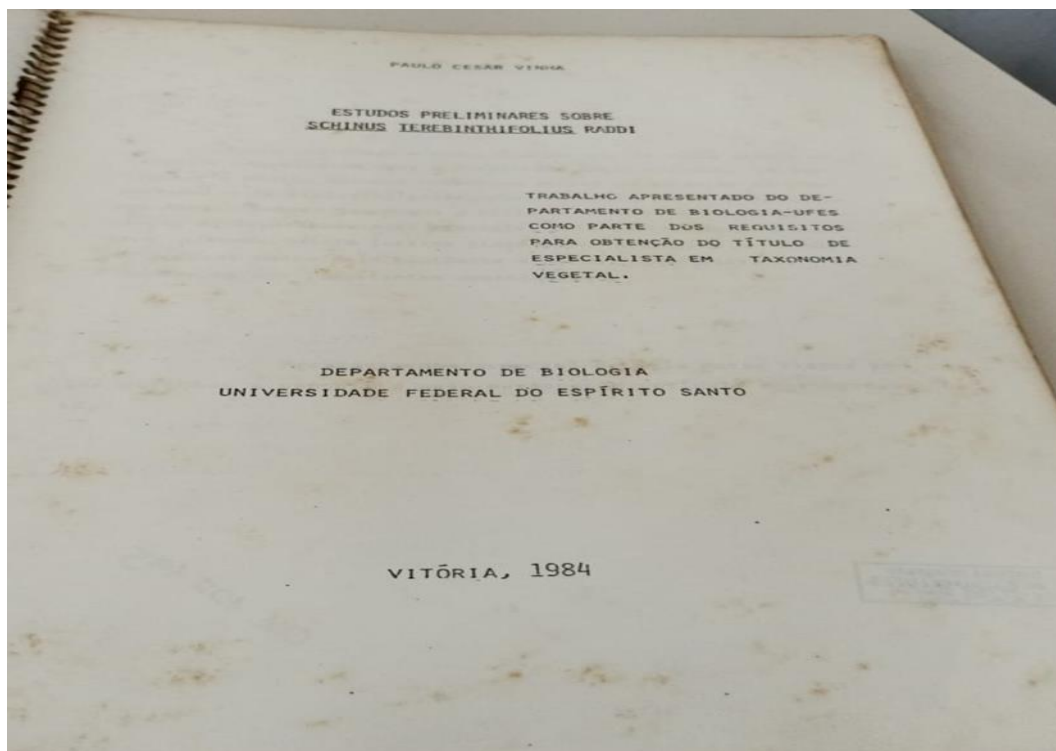 PAULO CESAR VINHA
ESTUDOS PRELIMINARES SOBRE
SCHINUS TEREBINTHIFOLIUS RADDI
TRABALHO APRESENTADO DO DE-
PARTAMENTO DE BIOLOGIA-UFES
COMO PARTE DOS REQUISITOS
PARA OBTENÇÃO DO TÍTULO DE
ESPECIALISTA EM TAXONOMIA
VEGETAL.
DEPARTAMENTO DE BIOLOGIA
UNIVERSIDADE FEDERAL DO ESPÍRITO SANTO
VITÓRIA, 1984